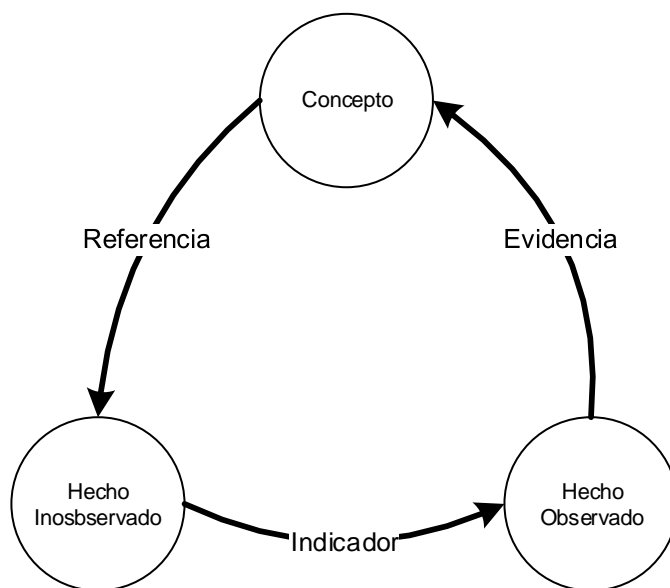 Concepto
Referencia
Evidencia
Hecho
Inosbservado
Hecho
Observado
Indicador